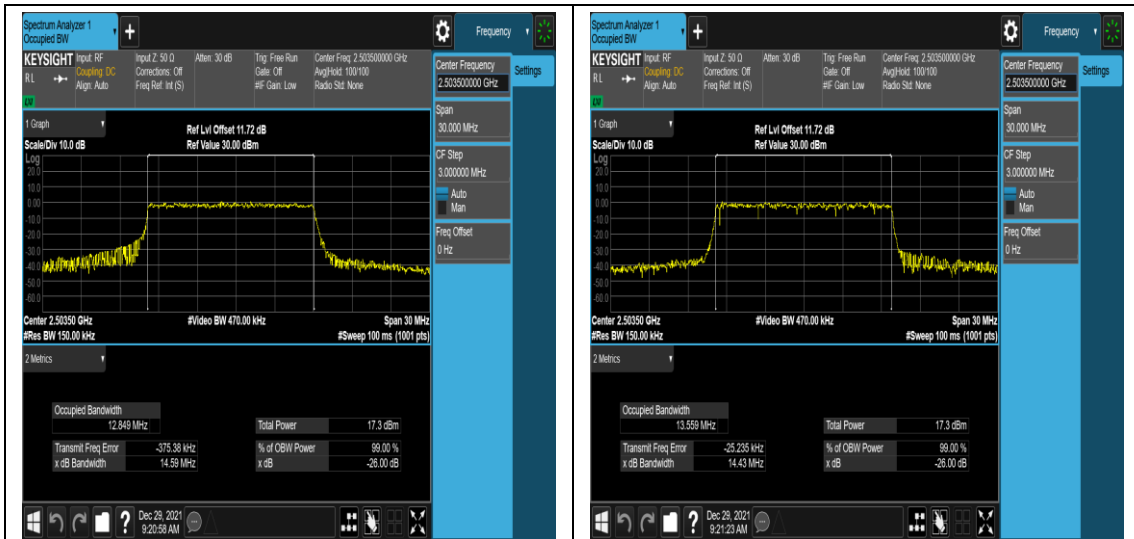 Spectrum Analyzer 1
Occupied BW
Frequency
KEYSIGHT
R L
Input: RF
Coupling: DC
Align: Auto
Input Z: 50 Ω
Corrections: Off
Freq Ref: Int (S)
Atten: 30 dB
Trig: Free Run
Gate: Off
#IF Gain: Low
Center Freq: 2.503500000 GHz
Avg|Hold: 100/100
Radio Std: None
Center Frequency
2.503500000 GHz
Settings
Span
30.000 MHz
CF Step
3.000000 MHz
Auto
Man
Freq Offset
0 Hz
1 Graph
Scale/Div 10.0 dB
Ref Lvl Offset 11.72 dB
Ref Value 30.00 dBm
Log
20.0
10.0
0.00
-10.0
-20.0
-30.0
-40.0
-50.0
-60.0
Center 2.50350 GHz
#Video BW 470.00 kHz
Span 30 MHz
#Res BW 150.00 kHz
#Sweep 100 ms (1001 pts)
2 Metrics
Occupied Bandwidth
12.849 MHz
Total Power 17.3 dBm
Transmit Freq Error -375.38 kHz
% of OBW Power 99.00 %
x dB Bandwidth 14.59 MHz
x dB -26.00 dB
?
Dec 29, 2021
9:20:58 AM
Spectrum Analyzer 1
Occupied BW
Frequency
KEYSIGHT
R L
Input: RF
Coupling: DC
Align: Auto
Input Z: 50 Ω
Corrections: Off
Freq Ref: Int (S)
Atten: 30 dB
Trig: Free Run
Gate: Off
#IF Gain: Low
Center Freq: 2.503500000 GHz
Avg|Hold: 100/100
Radio Std: None
Center Frequency
2.503500000 GHz
Settings
Span
30.000 MHz
CF Step
3.000000 MHz
Auto
Man
Freq Offset
0 Hz
1 Graph
Scale/Div 10.0 dB
Ref Lvl Offset 11.72 dB
Ref Value 30.00 dBm
Log
20.0
10.0
0.00
-10.0
-20.0
-30.0
-40.0
-50.0
-60.0
Center 2.50350 GHz
#Video BW 470.00 kHz
Span 30 MHz
#Res BW 150.00 kHz
#Sweep 100 ms (1001 pts)
2 Metrics
Occupied Bandwidth
13.559 MHz
Total Power 17.3 dBm
Transmit Freq Error -25.235 kHz
% of OBW Power 99.00 %
x dB Bandwidth 14.43 MHz
x dB -26.00 dB
?
Dec 29, 2021
9:21:23 AM